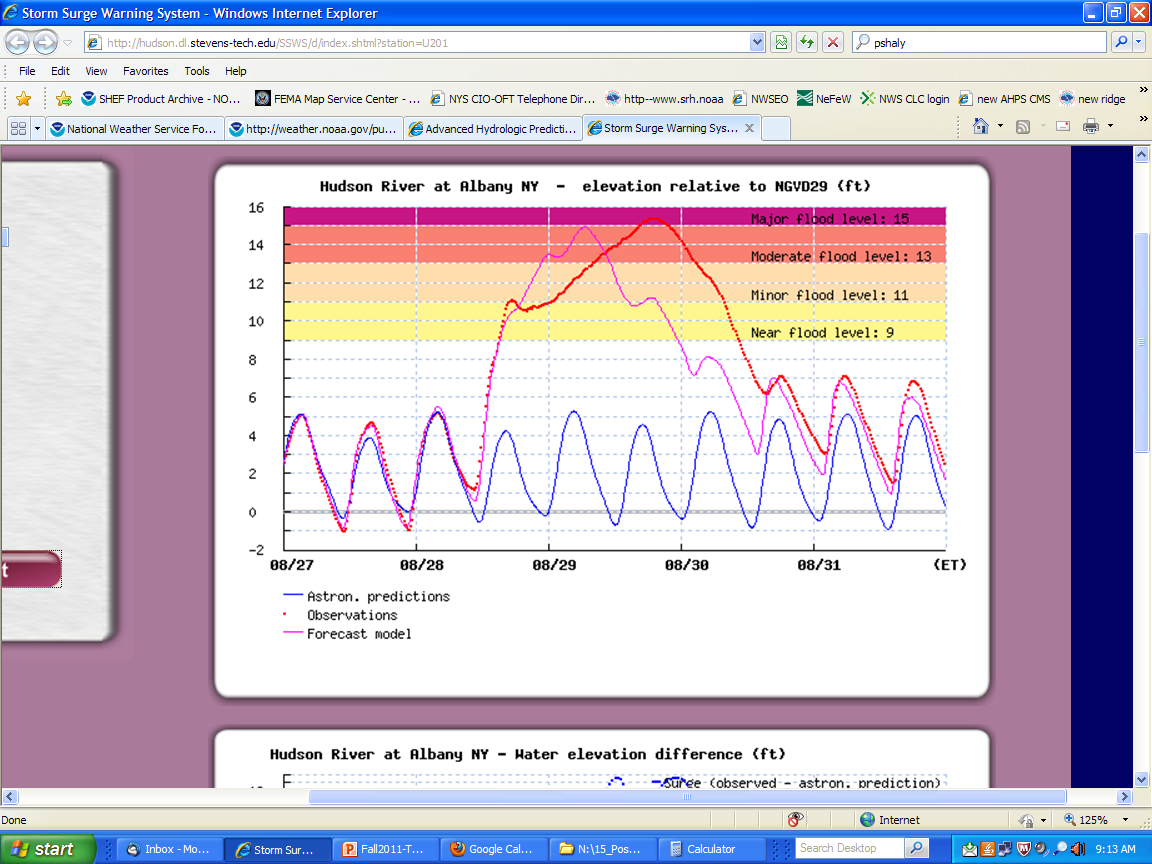 Storm Surge Warning System - Windows Internet Explorer
http://hudson.dl.stevens-tech.edu/SSWS/d/index.shtml?station=U201
pshaly
File Edit View Favorites Tools Help
SHEF Product Archive - NO... FEMA Map Service Center - ... NYS CIO-OFT Telephone Dir... http--www.srh.noaa NWSEO NeFeW NWS CLC login new AHPS CMS new ridge »
National Weather Service Fo... http://weather.noaa.gov/pu... Advanced Hydrologic Predicti... Storm Surge Warning Sys... »
Hudson River at Albany NY - elevation relative to NGVD29 (ft)
16
Major flood level: 15
14
Moderate flood level: 13
12
Minor flood level: 11
10
Near flood level: 9
8
6
4
2
0
-2
08/27 08/28 08/29 08/30 08/31 (ET)
t
Astron. predictions
Observations
Forecast model
Hudson River at Albany NY - Water elevation difference (ft)
Surge (observed - astron. prediction)
Done Internet 125%
start Inbox - Mo... Storm Sur... Fall2011-T... Google Cal... N:\15_Pos... Calculator Search Desktop 9:13 AM